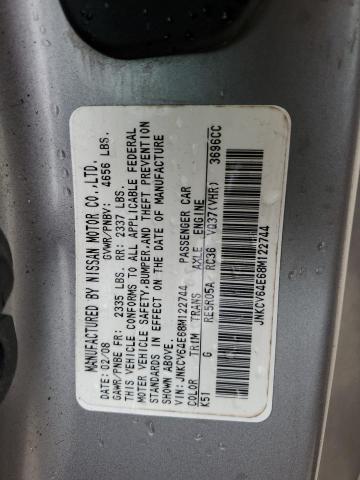 MANUFACTURED BY NISSAN MOTOR CO.,LTD.
DATE: 02/08 GVWR/PNBV: 4656 LBS.
GAWR/PNBE FR: 2335 LBS. RR: 2337 LBS.
THIS VEHICLE CONFORMS TO ALL APPLICABLE FEDERAL
MOTOR VEHICLE SAFETY,BUMPER,AND THEFT PREVENTION
STANDARDS IN EFFECT ON THE DATE OF MANUFACTURE
SHOWN ABOVE.
VIN:JNKCV64E68M122744 PASSENGER CAR
COLOR TRIM TRANS AXLE ENGINE
K51 G RE5R05A RC36 VQ37(VHR) 3696CC
JNKCV64E68M122744